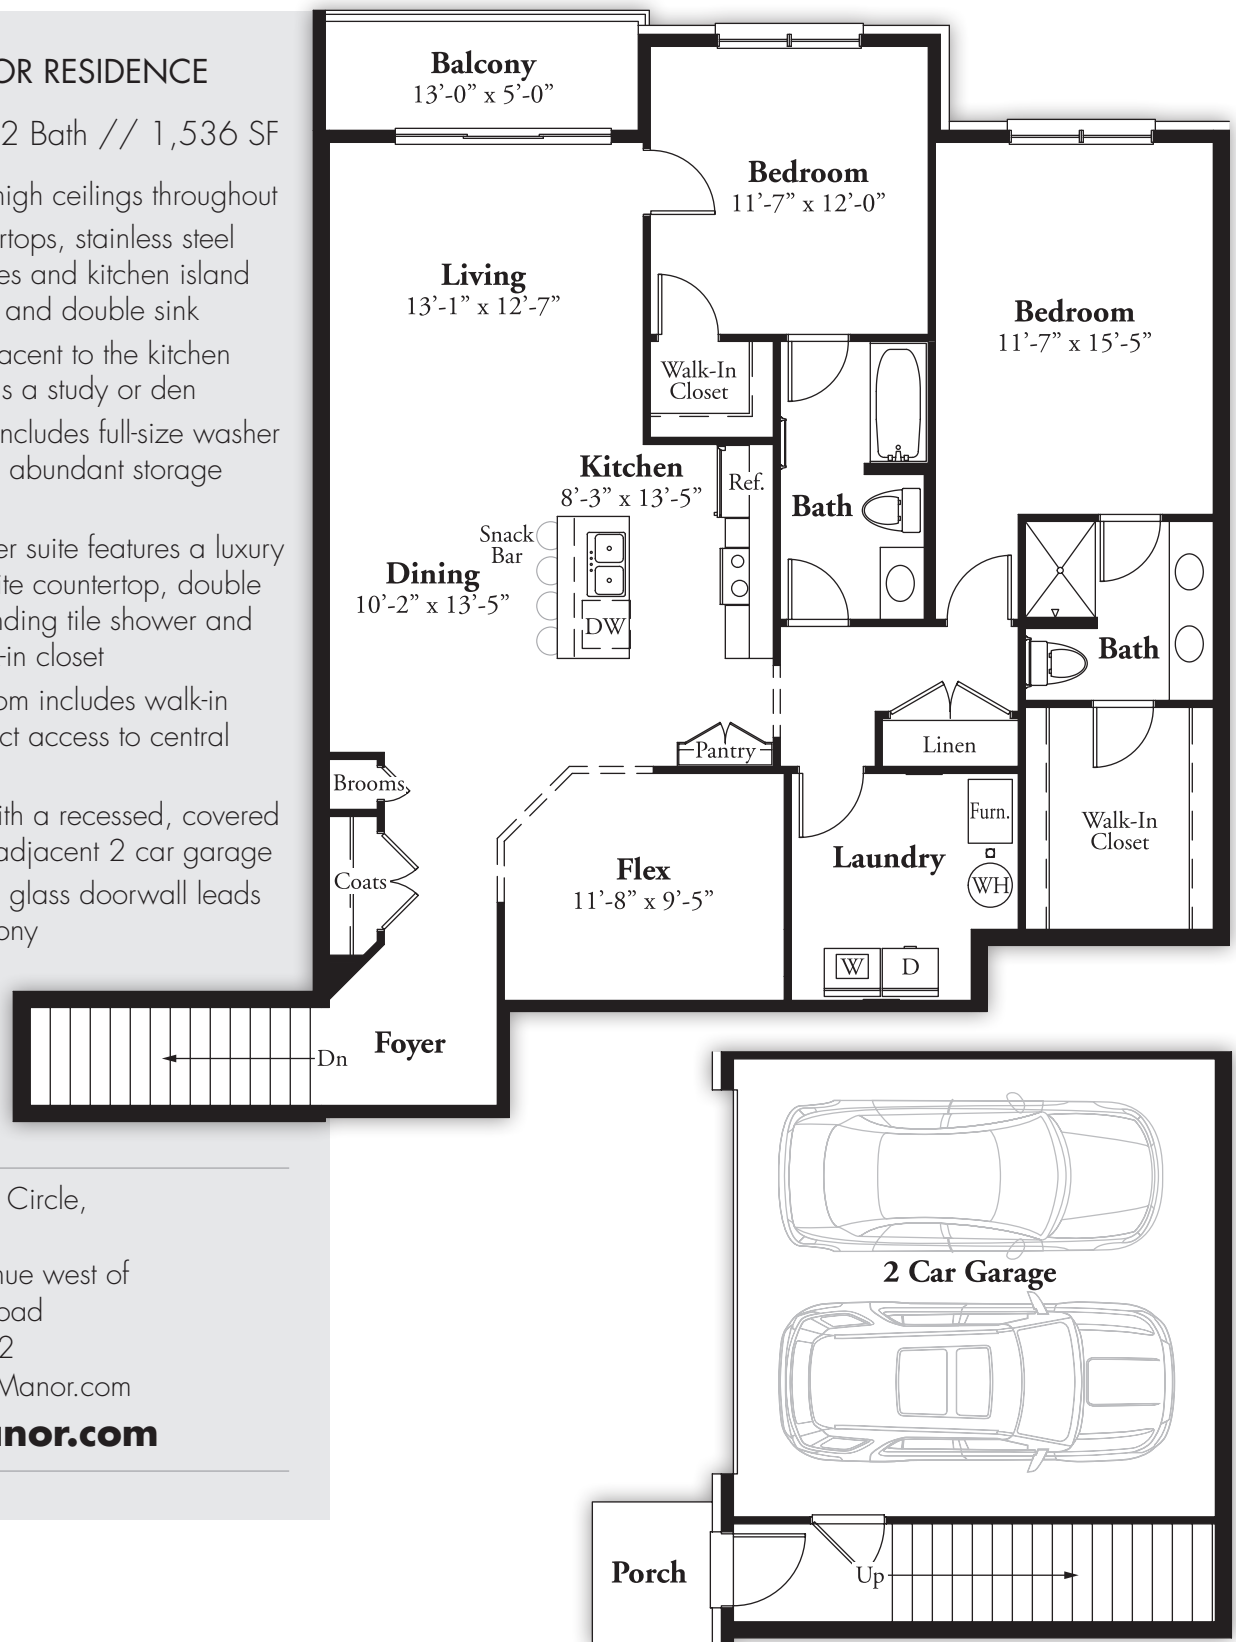 OR RESIDENCE
2 Bath // 1,536 SF
high ceilings throughout
rtops, stainless steel
es and kitchen island
and double sink
acent to the kitchen
s a study or den
includes full-size washer
abundant storage
er suite features a luxury
ite countertop, double
nding tile shower and
-in closet
om includes walk-in
ct access to central
ith a recessed, covered
adjacent 2 car garage
glass doorwall leads
ony
Circle,
nue west of
oad
2
Manor.com
anor.com
Balcony
13'-0" x 5'-0"
Bedroom
11'-7" x 12'-0"
Living
13'-1" x 12'-7"
Bedroom
11'-7" x 15'-5"
Walk-In
Closet
Kitchen
8'-3" x 13'-5"
Ref.
Bath
Snack
Bar
Dining
10'-2" x 13'-5"
DW
Bath
Pantry
Linen
Brooms
Furn.
Walk-In
Closet
Laundry
Flex
11'-8" x 9'-5"
Coats
WH
W
D
Foyer
Dn
2 Car Garage
Porch
Up